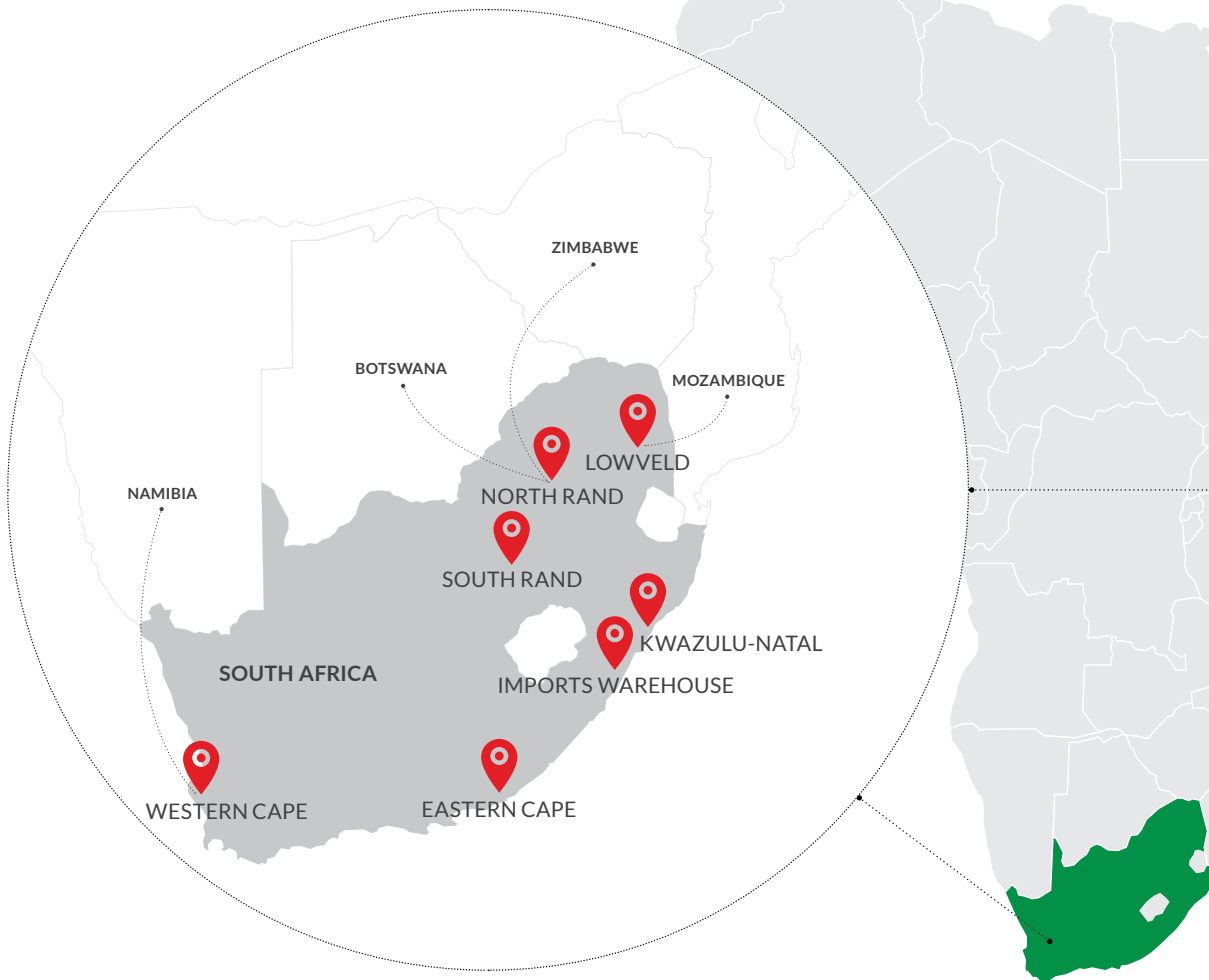 ZIMBABWE
BOTSWANA
MOZAMBIQUE
LOWVELD
NAMIBIA
NORTH RAND
SOUTH RAND
KWAZULU-NATAL
SOUTH AFRICA
IMPORTS WAREHOUSE
WESTERN CAPE
EASTERN CAPE